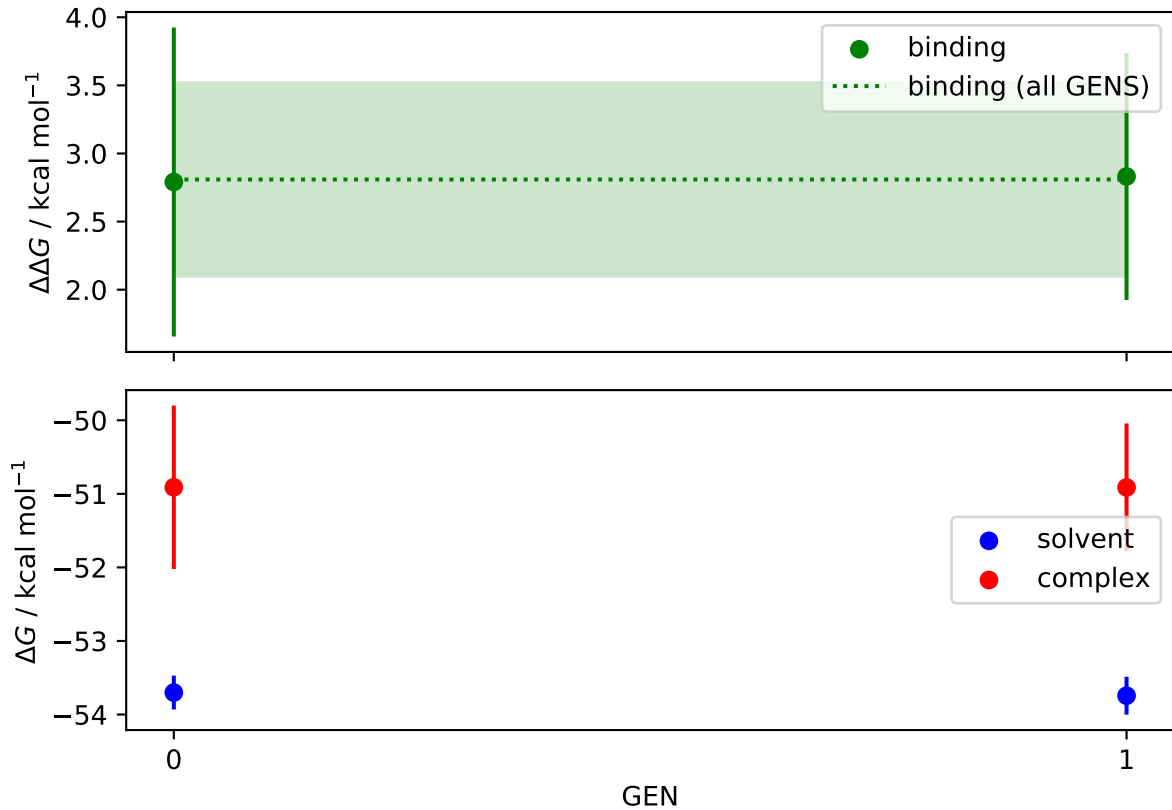 4.0
3.5
3.0
2.5
2.0
ΔΔG / kcal mol⁻¹
binding
binding (all GENS)
−50
−51
−52
−53
−54
ΔG / kcal mol⁻¹
solvent
complex
0
1
GEN